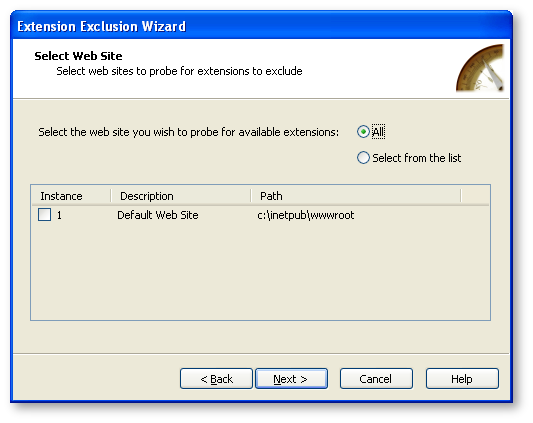 Extension Exclusion Wizard
Select Web Site
Select web sites to probe for extensions to exclude
Select the web site you wish to probe for available extensions: All
Select from the list
Instance Description Path
1 Default Web Site c:\inetpub\wwwroot
< Back Next > Cancel Help